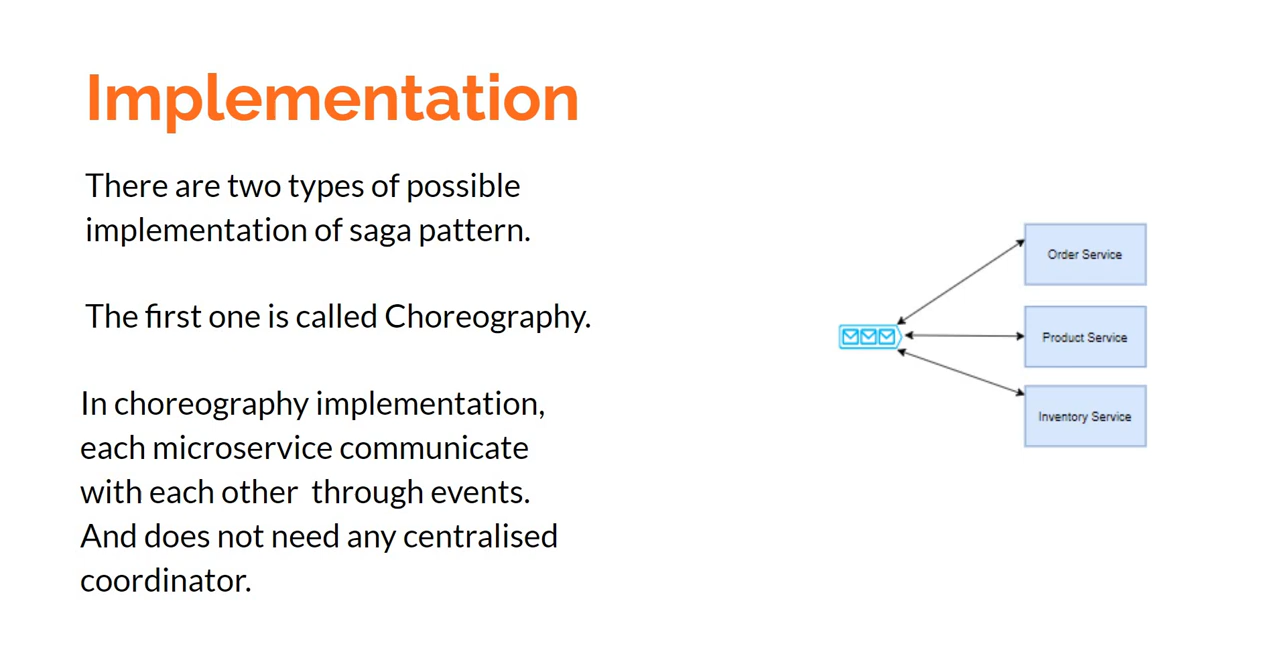 Implementation
There are two types of possible
implementation of saga pattern.
The first one is called Choreography.
In choreography implementation,
each microservice communicate
with each other  through events.
And does not need any centralised
coordinator.
Order Service
Product Service
Inventory Service